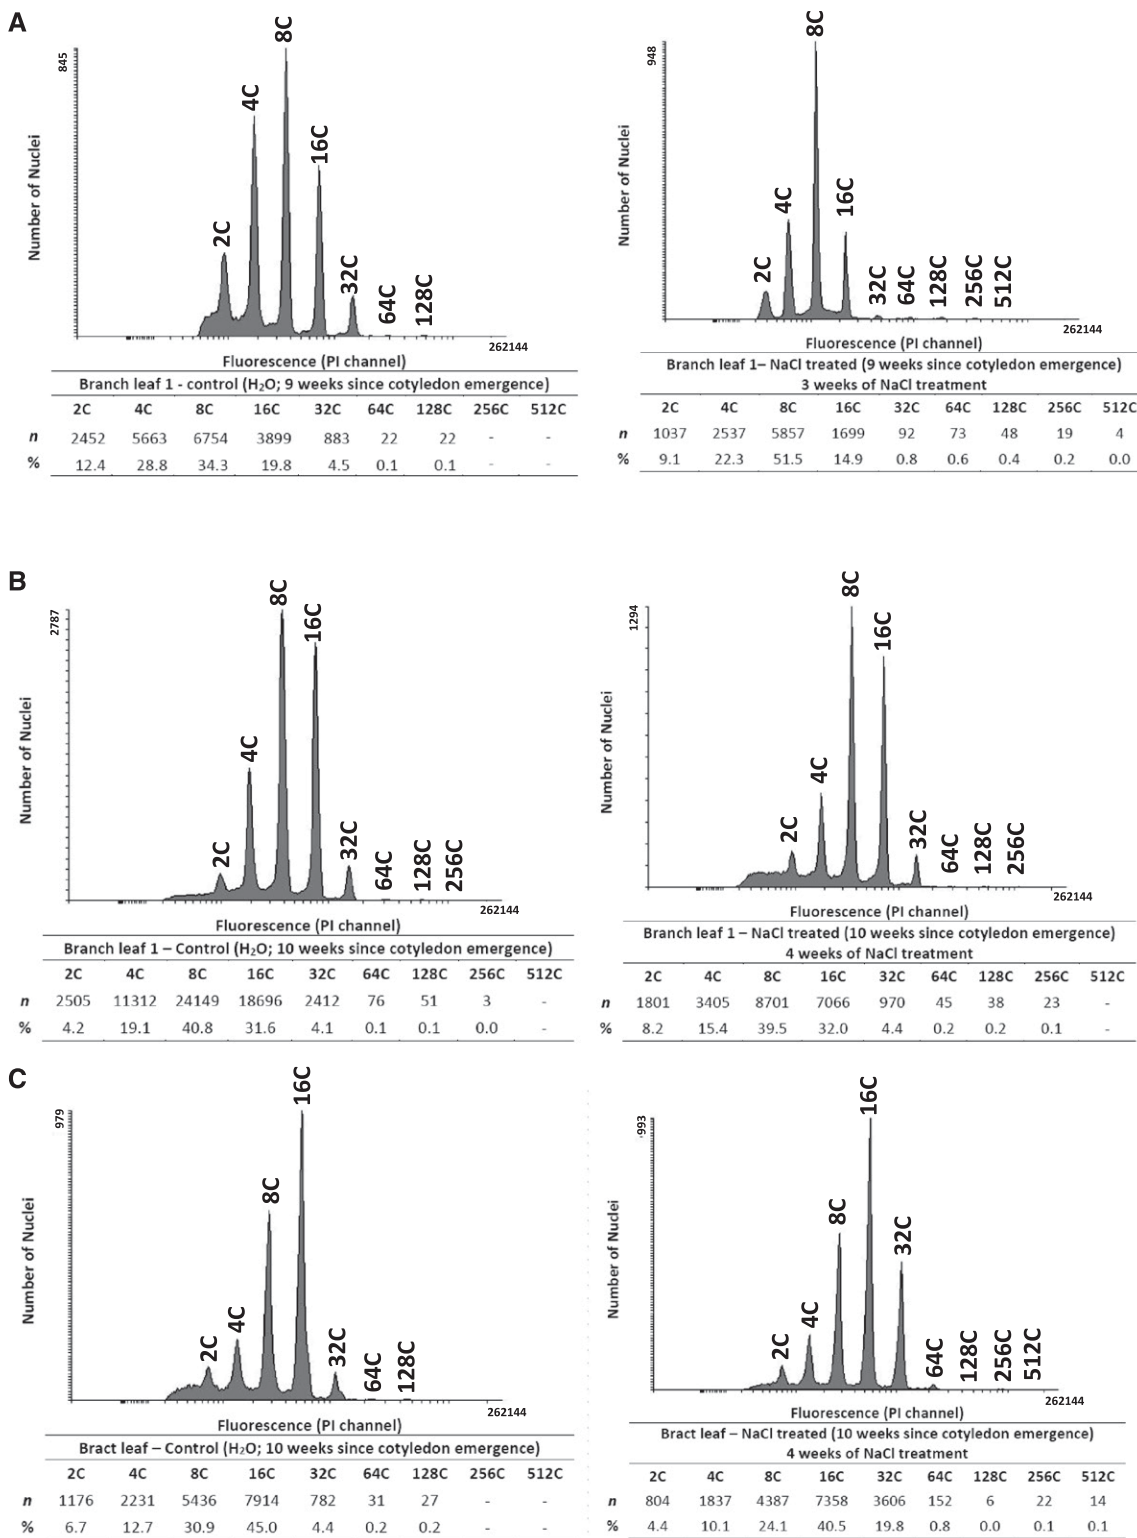 A
845
Number of Nuclei
2C
4C
8C
16C
32C
64C
128C
262144
Fluorescence (PI channel)
Branch leaf 1 - control (H₂O; 9 weeks since cotyledon emergence)
2C 4C 8C 16C 32C 64C 128C 256C 512C
n 2452 5663 6754 3899 883 22 22 - -
% 12.4 28.8 34.3 19.8 4.5 0.1 0.1 - -
948
Number of Nuclei
2C
4C
8C
16C
32C
64C
128C
256C
512C
262144
Fluorescence (PI channel)
Branch leaf 1– NaCl treated (9 weeks since cotyledon emergence)
3 weeks of NaCl treatment
2C 4C 8C 16C 32C 64C 128C 256C 512C
n 1037 2537 5857 1699 92 73 48 19 4
% 9.1 22.3 51.5 14.9 0.8 0.6 0.4 0.2 0.0
B
2787
Number of Nuclei
2C
4C
8C
16C
32C
64C
128C
256C
262144
Fluorescence (PI channel)
Branch leaf 1 – Control (H₂O; 10 weeks since cotyledon emergence)
2C 4C 8C 16C 32C 64C 128C 256C 512C
n 2505 11312 24149 18696 2412 76 51 3 -
% 4.2 19.1 40.8 31.6 4.1 0.1 0.1 0.0 -
1294
Number of Nuclei
2C
4C
8C
16C
32C
64C
128C
256C
262144
Fluorescence (PI channel)
Branch leaf 1 – NaCl treated (10 weeks since cotyledon emergence)
4 weeks of NaCl treatment
2C 4C 8C 16C 32C 64C 128C 256C 512C
n 1801 3405 8701 7066 970 45 38 23 -
% 8.2 15.4 39.5 32.0 4.4 0.2 0.2 0.1 -
C
979
Number of Nuclei
2C
4C
8C
16C
32C
64C
128C
262144
Fluorescence (PI channel)
Bract leaf – Control (H₂O; 10 weeks since cotyledon emergence)
2C 4C 8C 16C 32C 64C 128C 256C 512C
n 1176 2231 5436 7914 782 31 27 - -
% 6.7 12.7 30.9 45.0 4.4 0.2 0.2 - -
993
Number of Nuclei
2C
4C
8C
16C
32C
64C
128C
256C
512C
262144
Fluorescence (PI channel)
Bract leaf – NaCl treated (10 weeks since cotyledon emergence)
4 weeks of NaCl treatment
2C 4C 8C 16C 32C 64C 128C 256C 512C
n 804 1837 4387 7358 3606 152 6 22 14
% 4.4 10.1 24.1 40.5 19.8 0.8 0.0 0.1 0.1